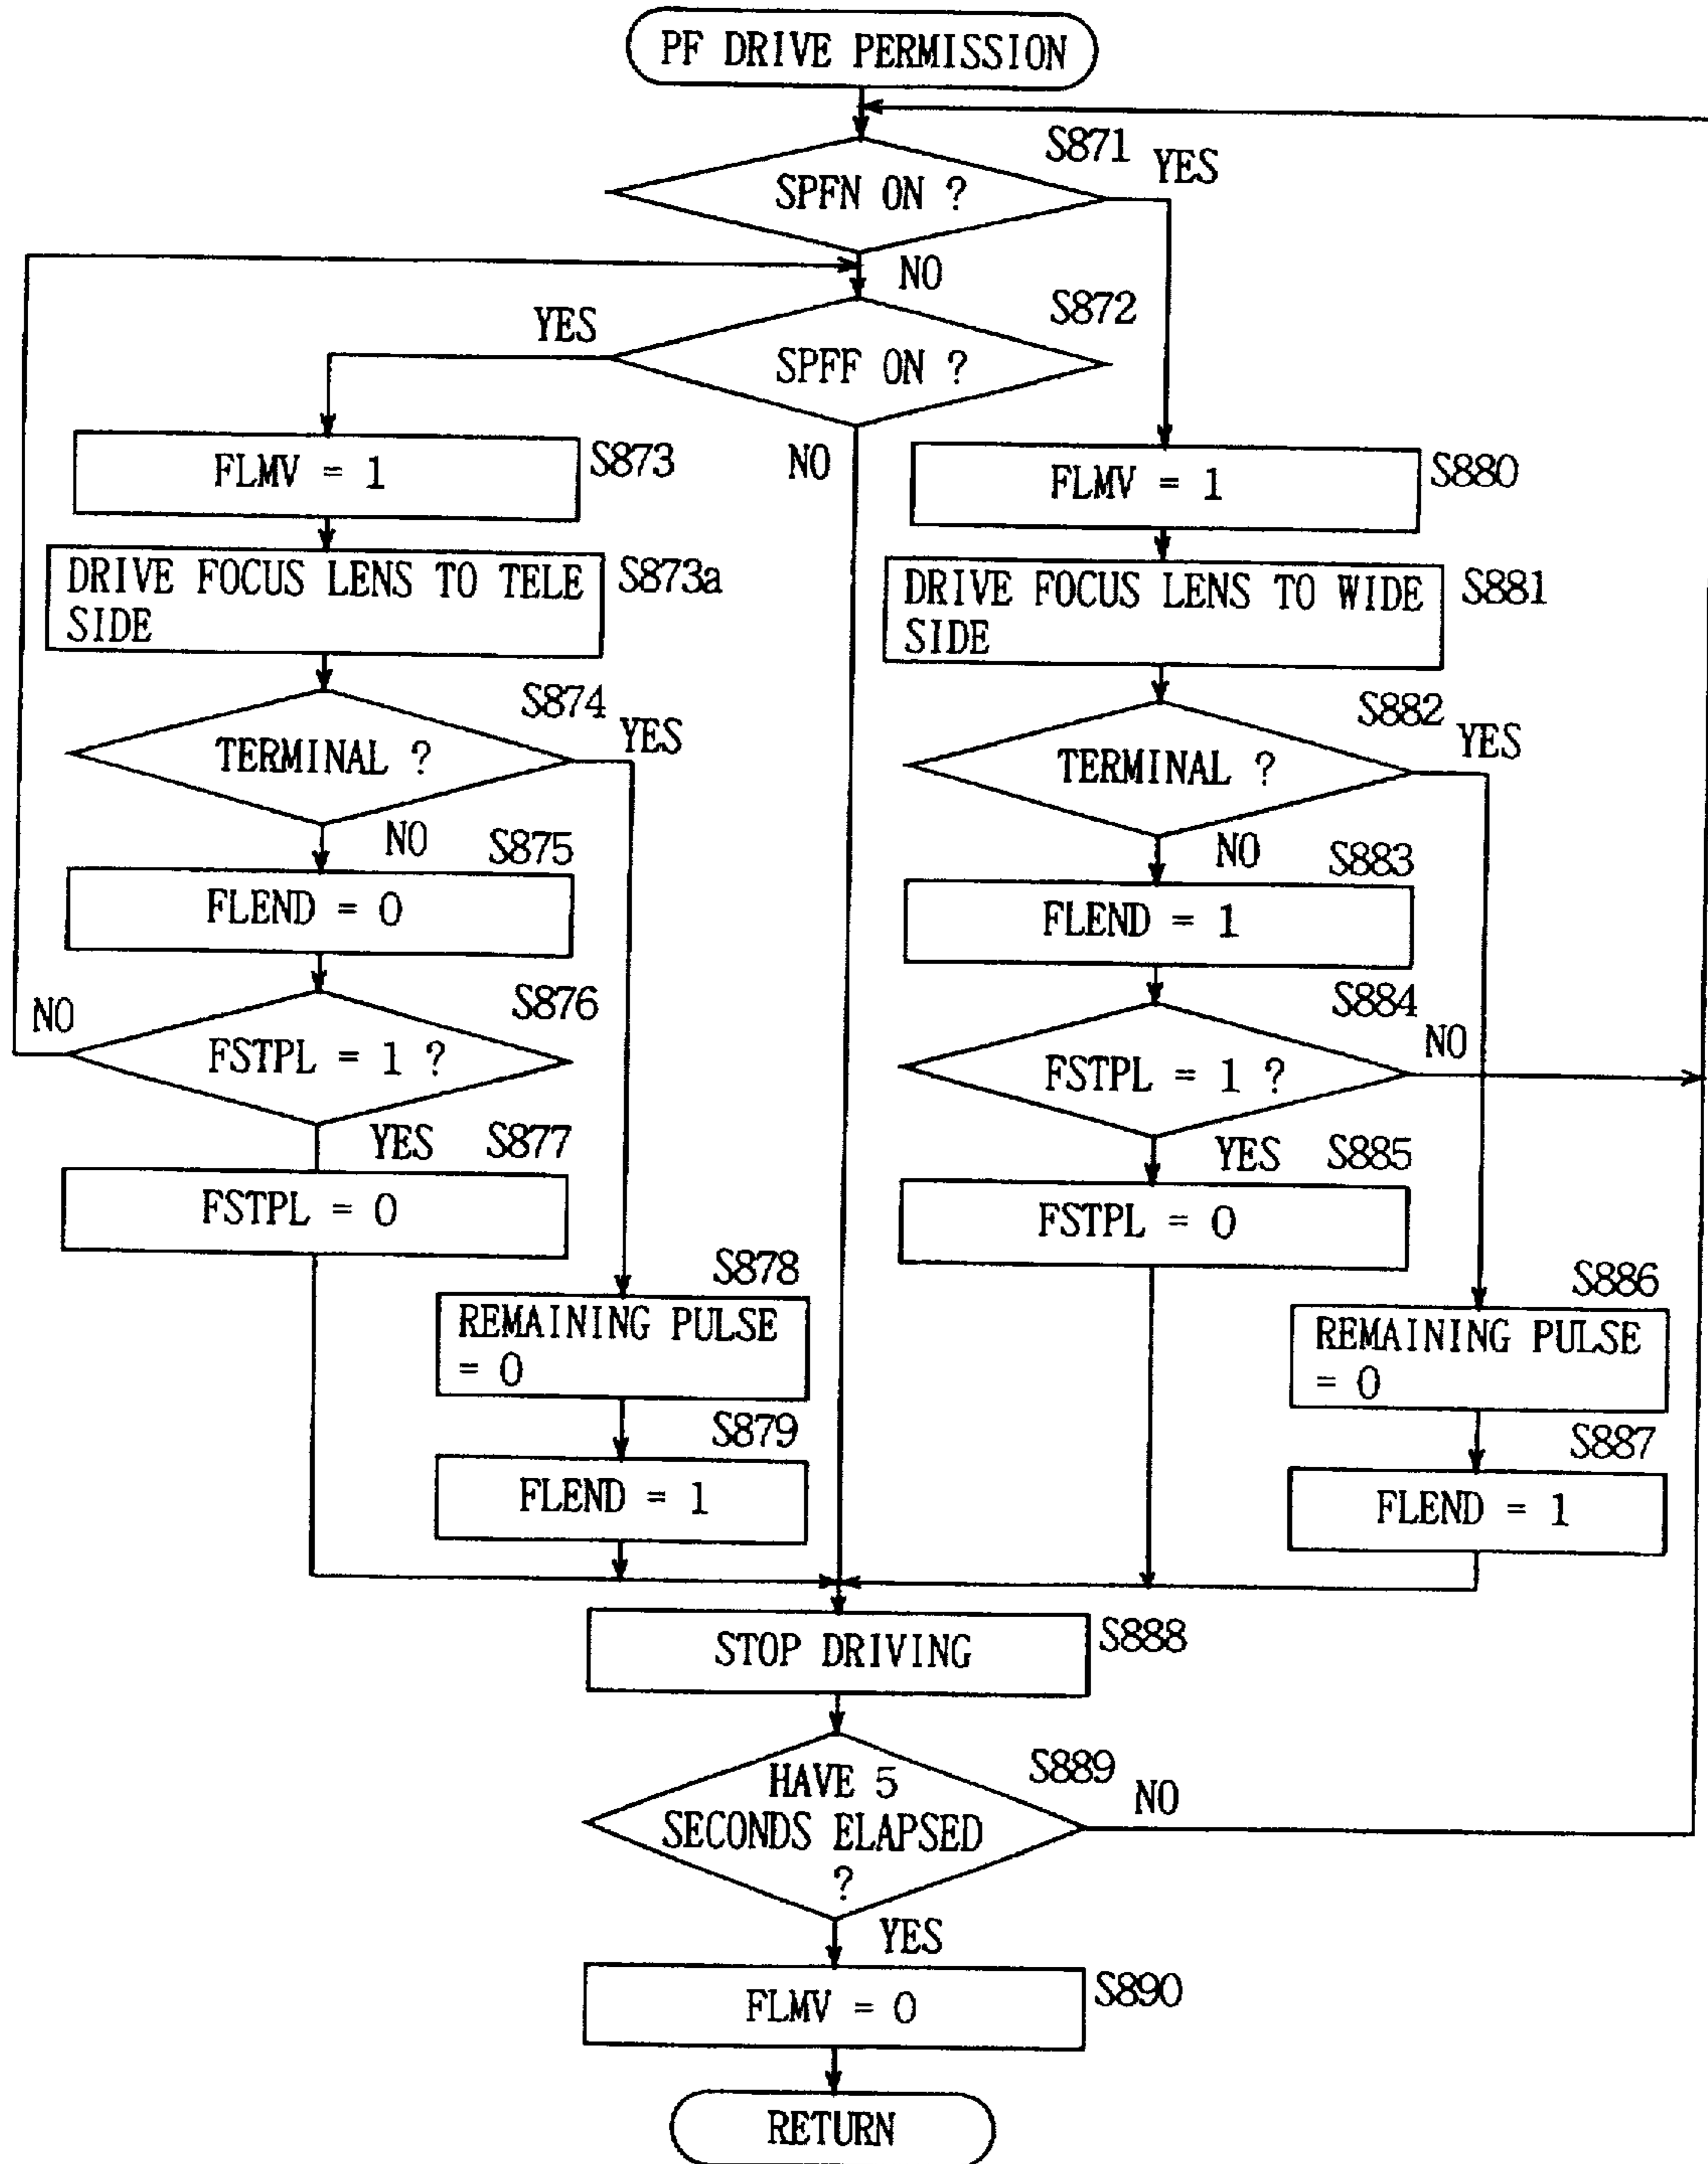 PF DRIVE PERMISSION
S871
YES
SPFN ON ?
NO
S872
YES
SPFF ON ?
NO
FLMV = 1
S873
FLMV = 1
S880
DRIVE FOCUS LENS TO TELE
SIDE
S873a
DRIVE FOCUS LENS TO WIDE
SIDE
S881
S874
YES
TERMINAL ?
NO
S882
YES
TERMINAL ?
NO
S875
FLEND = 0
S883
FLEND = 1
S876
NO
FSTPL = 1 ?
YES
S884
NO
FSTPL = 1 ?
YES
S877
FSTPL = 0
S885
FSTPL = 0
S878
REMAINING PULSE
= 0
S886
REMAINING PULSE
= 0
S879
FLEND = 1
S887
FLEND = 1
STOP DRIVING
S888
HAVE 5
SECONDS ELAPSED
?
S889
NO
YES
FLMV = 0
S890
RETURN